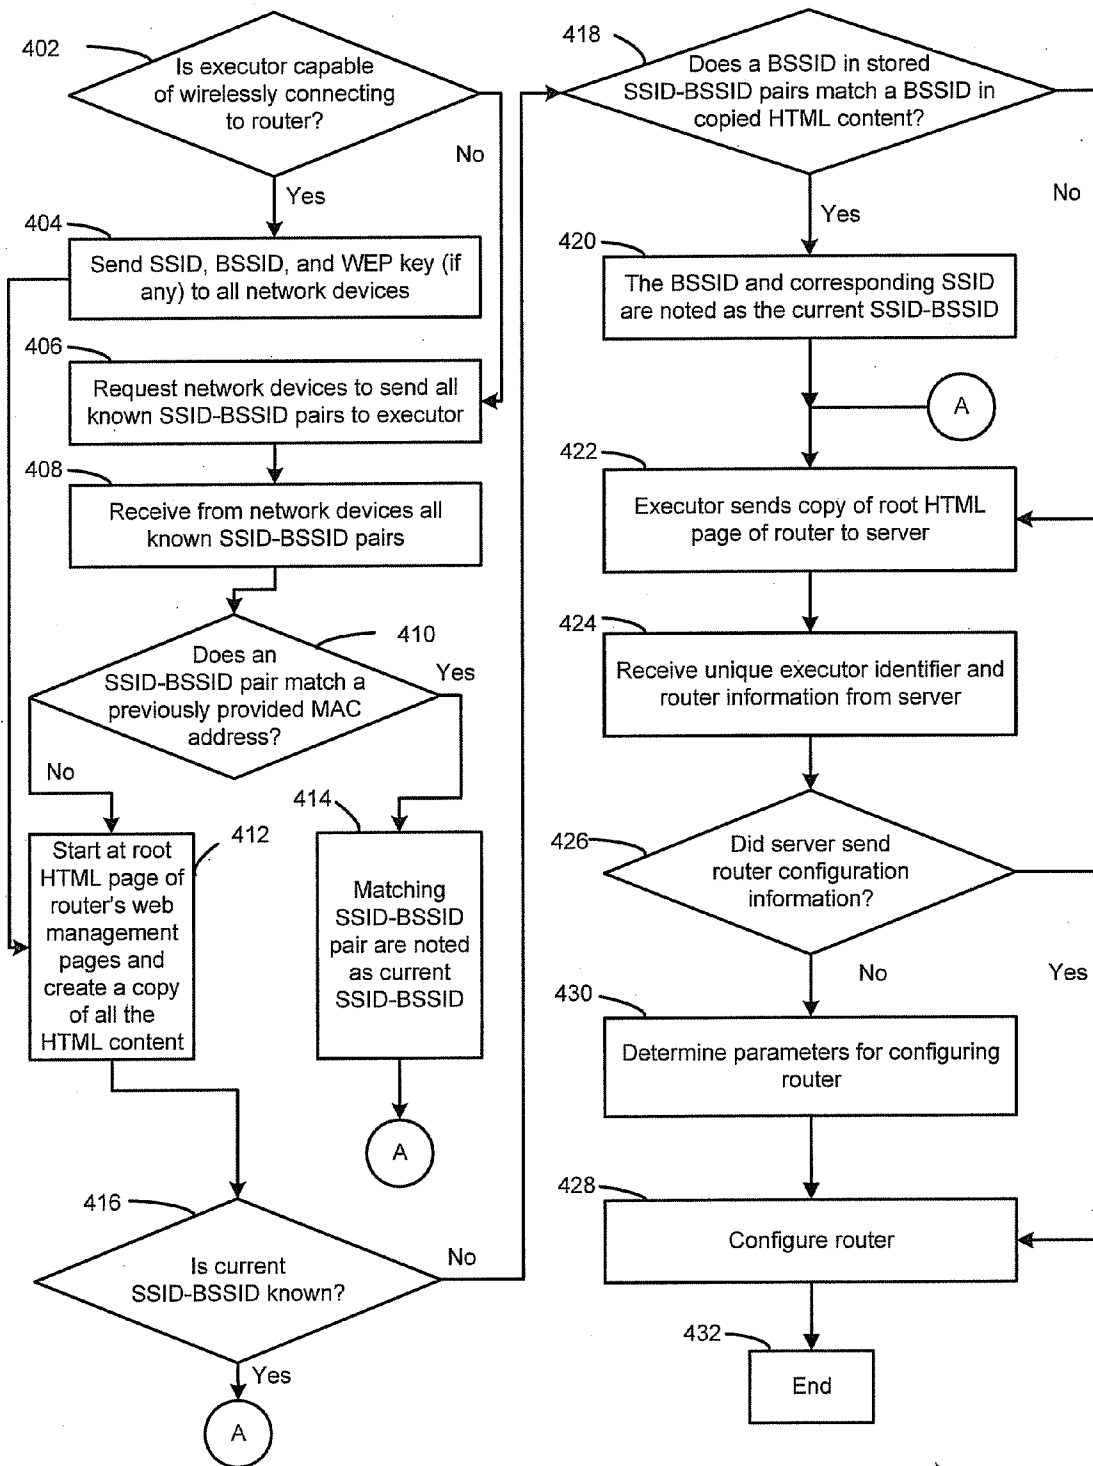 402
Is executor capable
of wirelessly connecting
to router?
No
Yes
404
Send SSID, BSSID, and WEP key (if
any) to all network devices
406
Request network devices to send all
known SSID-BSSID pairs to executor
408
Receive from network devices all
known SSID-BSSID pairs
410
Does an
SSID-BSSID pair match a
previously provided MAC
address?
Yes
No
412
Start at root
HTML page of
router's web
management
pages and
create a copy
of all the
HTML content
414
Matching
SSID-BSSID
pair are noted
as current
SSID-BSSID
A
416
Is current
SSID-BSSID known?
No
Yes
A
418
Does a BSSID in stored
SSID-BSSID pairs match a BSSID in
copied HTML content?
No
Yes
420
The BSSID and corresponding SSID
are noted as the current SSID-BSSID
A
422
Executor sends copy of root HTML
page of router to server
424
Receive unique executor identifier and
router information from server
426
Did server send
router configuration
information?
No
Yes
430
Determine parameters for configuring
router
428
Configure router
432
End